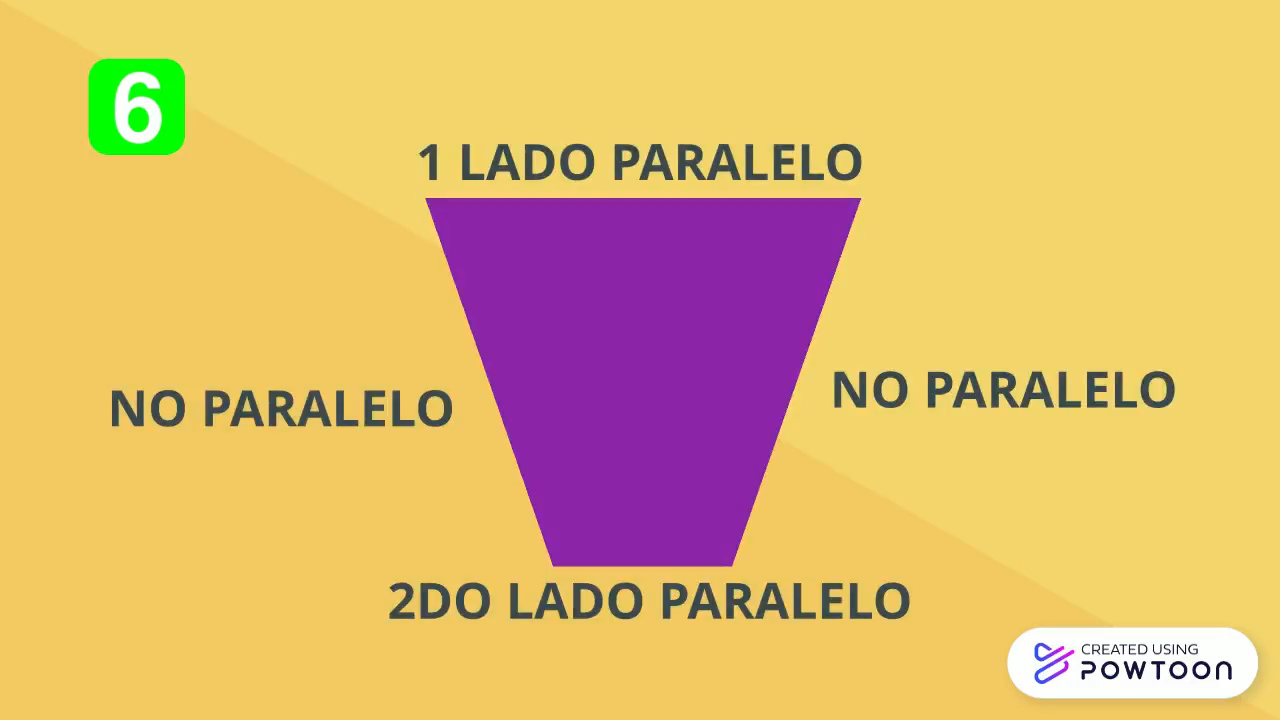 6
1 LADO PARALELO
NO PARALELO
NO PARALELO
2DO LADO PARALELO
CREATED USING
POWTOON